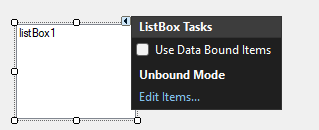 listBox1
ListBox Tasks
Use Data Bound Items
Unbound Mode
Edit Items...